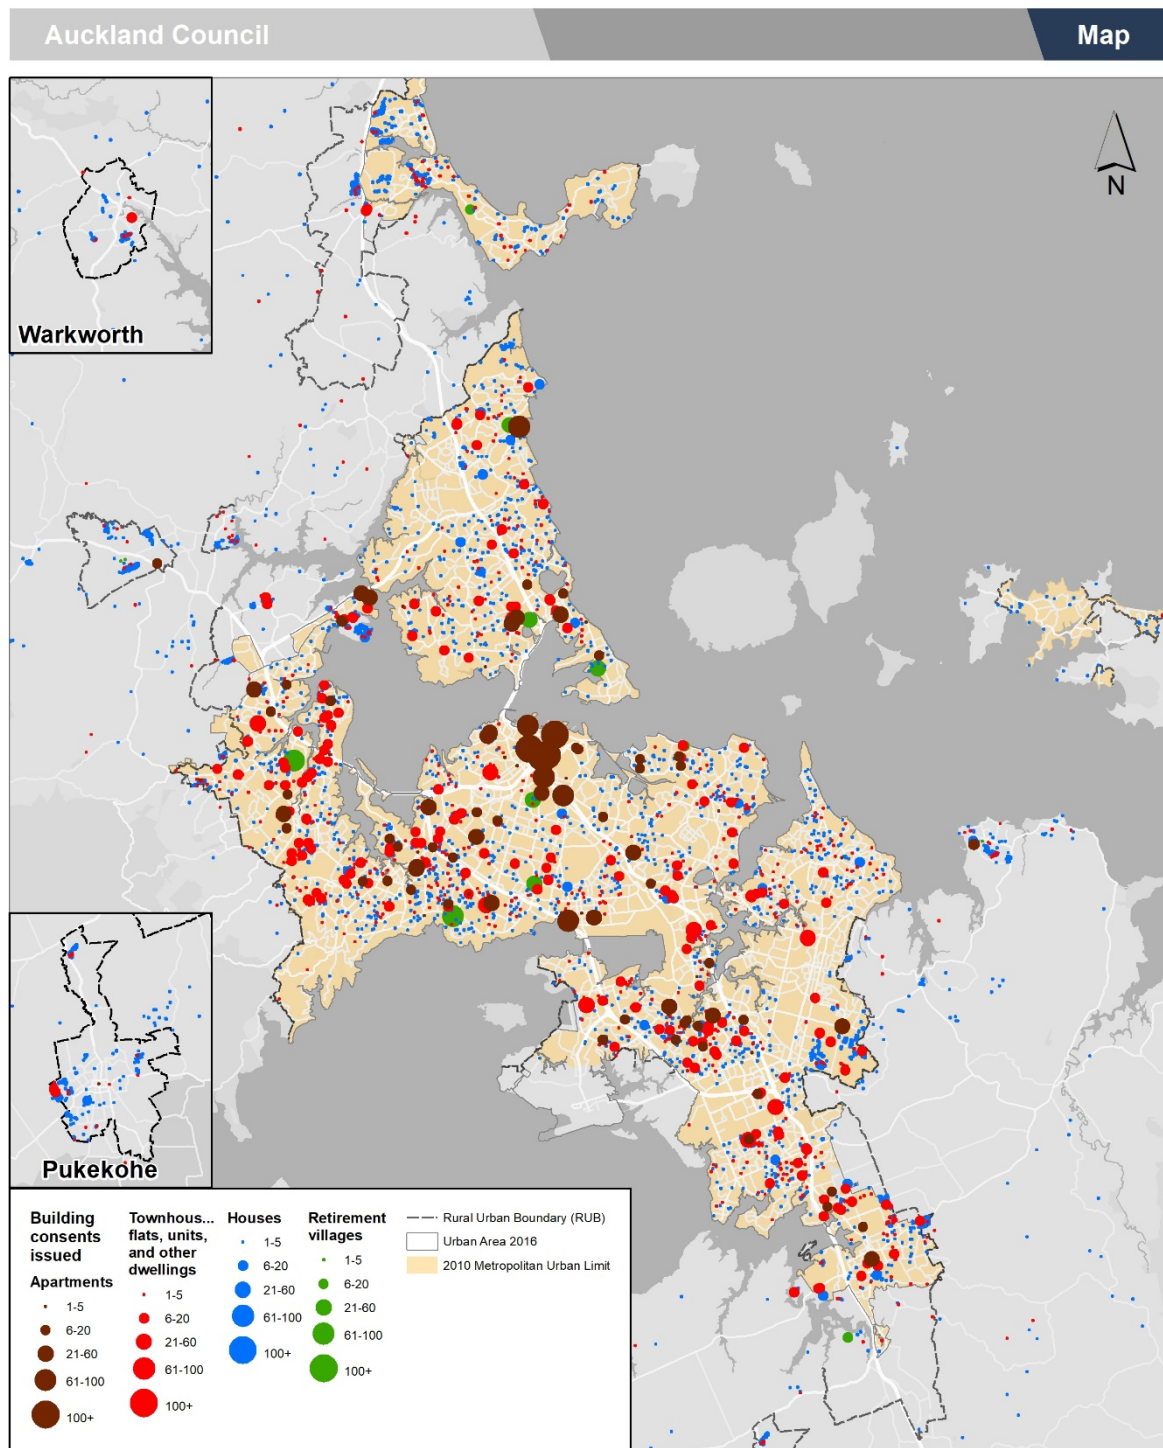 Auckland Council
Map
N
Warkworth
Pukekohe
Building
consents
issued
Apartments
1-5
6-20
21-60
61-100
100+
Townhous...
flats, units,
and other
dwellings
1-5
6-20
21-60
61-100
100+
Houses
1-5
6-20
21-60
61-100
100+
Retirement
villages
1-5
6-20
21-60
61-100
100+
Rural Urban Boundary (RUB)
Urban Area 2016
2010 Metropolitan Urban Limit